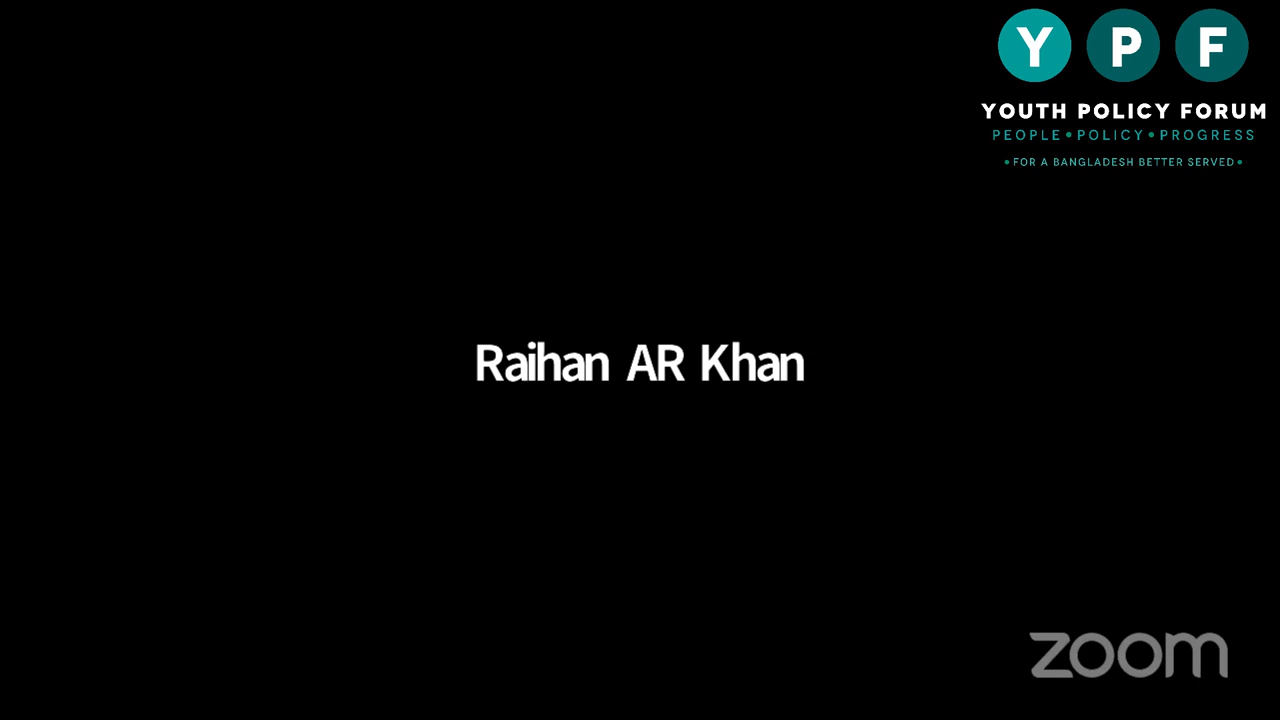 Y P F
YOUTH POLICY FORUM
PEOPLE • POLICY • PROGRESS
• FOR A BANGLADESH BETTER SERVED •
Raihan AR Khan
zoom